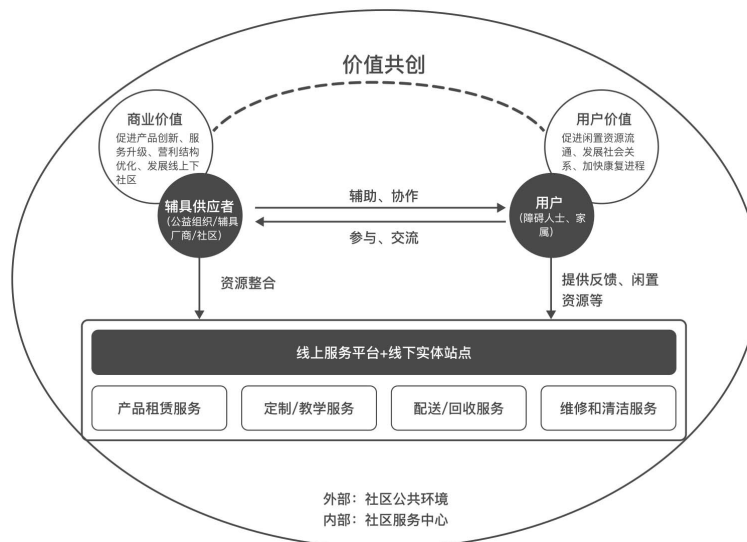 价值共创
商业价值
促进产品创新、服
务升级、营利结构
优化、发展线上下
社区
用户价值
促进闲置资源流
通、发展社会关
系、加快康复进程
辅具供应者
（公益组织/辅具
厂商/社区）
辅助、协作
参与、交流
用户
（障碍人士、家
属）
资源整合
提供反馈、闲置
资源等
线上服务平台+线下实体站点
产品租赁服务
定制/教学服务
配送/回收服务
维修和清洁服务
外部：社区公共环境
内部：社区服务中心